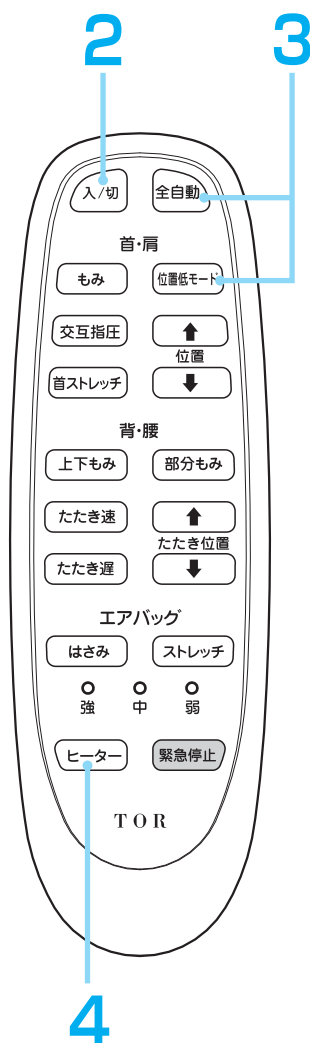 2 3
入/切 全自動
首・肩
もみ 位置低モード
交互指圧
位置
首ストレッチ
背・腰
上下もみ 部分もみ
たたき速
たたき位置
たたき遅
エアバッグ
はさみ ストレッチ
強 中 弱
ヒーター 緊急停止
TOR
4